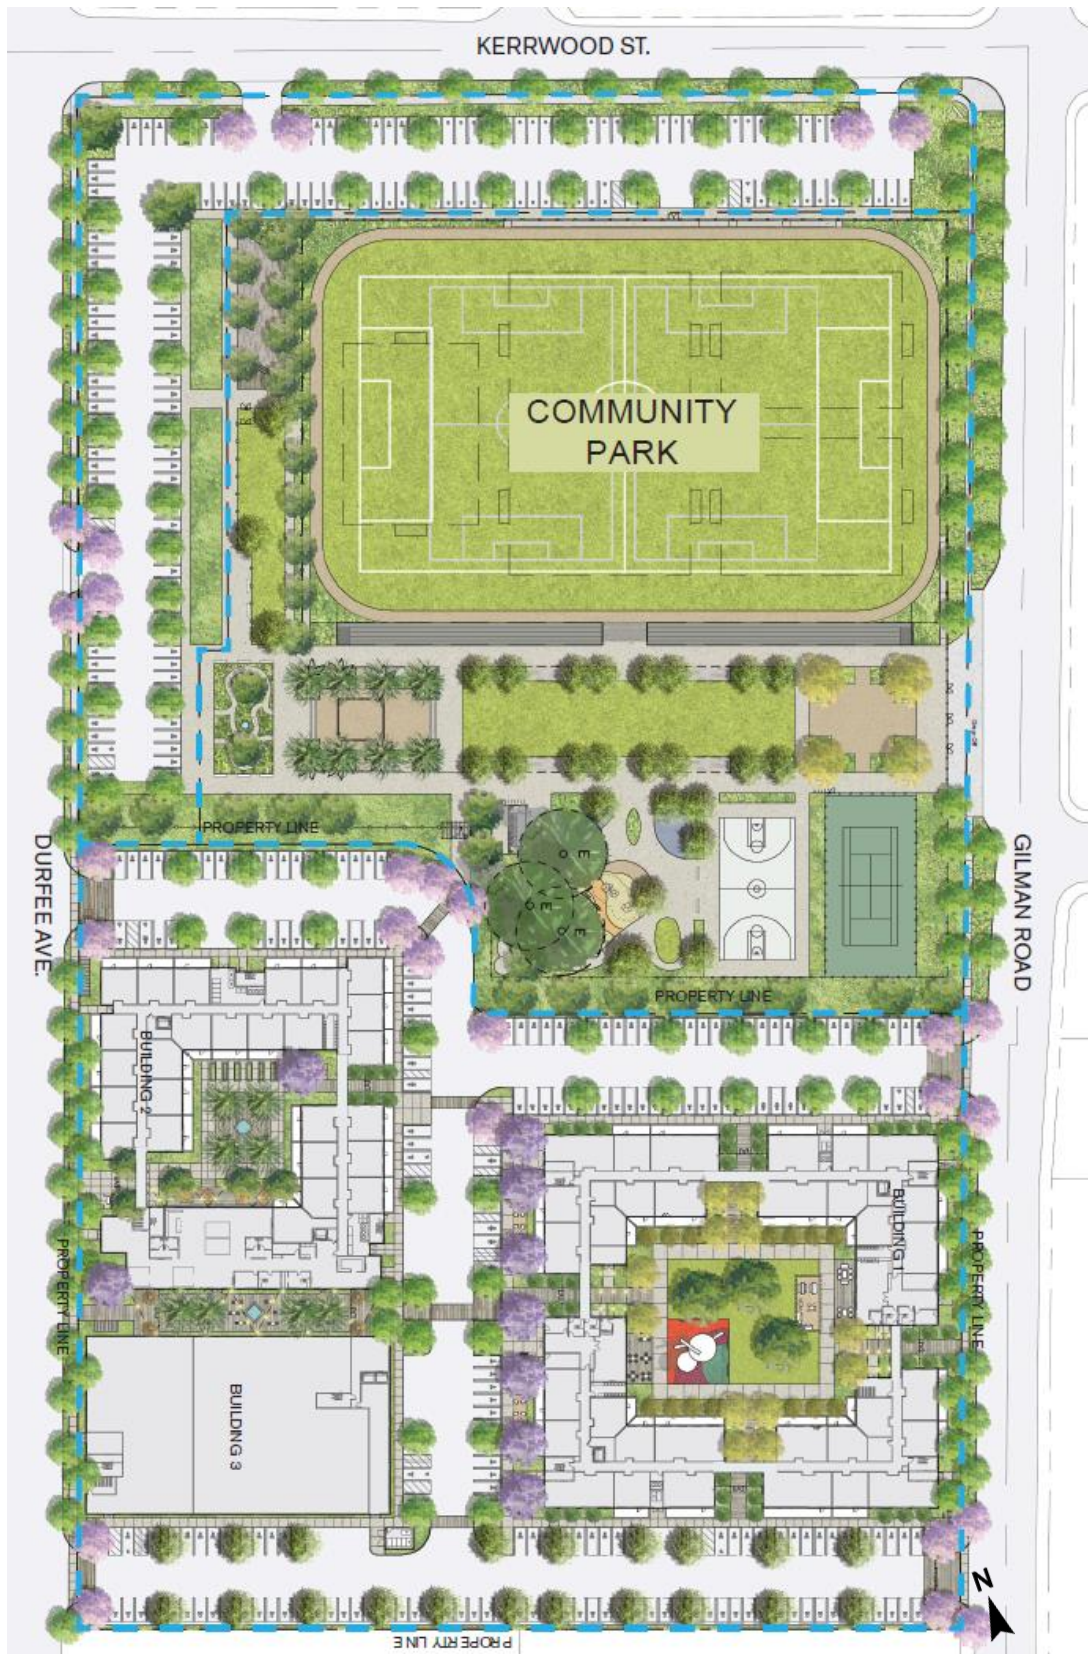 KERRWOOD ST.
COMMUNITY
PARK
PROPERTY LINE
DURFEE AVE.
GILMAN ROAD
PROPERTY LINE
BUILDING 2
BUILDING 1
PROPERTY LINE
PROPERTY LINE
BUILDING 3
N
PROPERTY LINE